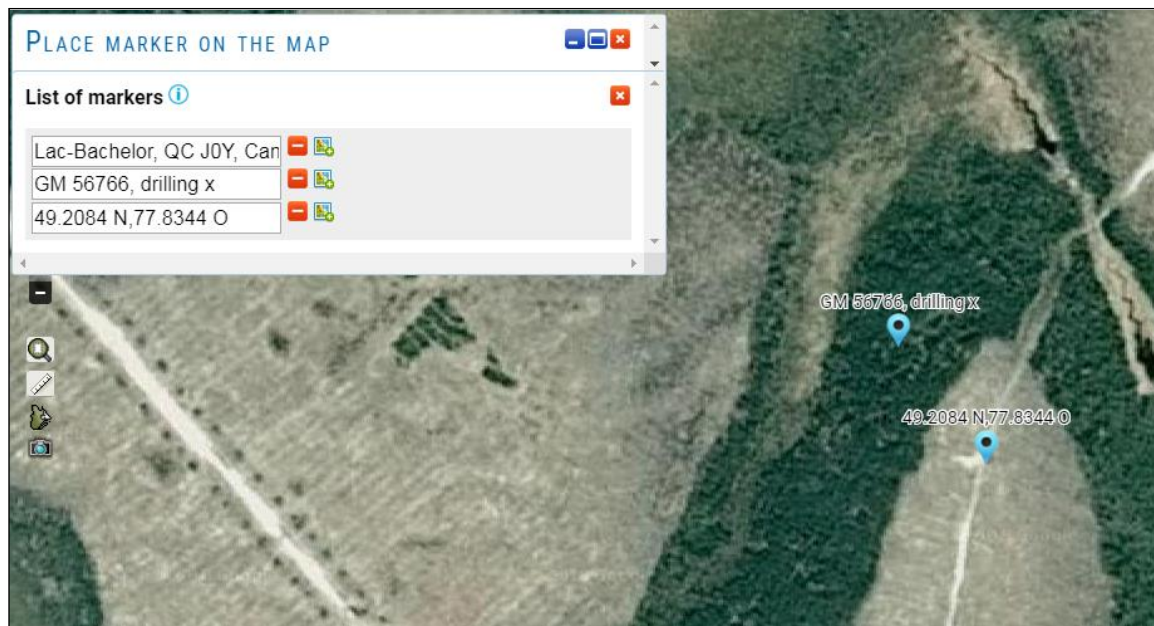 PLACE MARKER ON THE MAP
List of markers
Lac-Bachelor, QC J0Y, Can
GM 56766, drilling x
49.2084 N,77.8344 O
GM 56766, drilling x
49.2084 N,77.8344 O